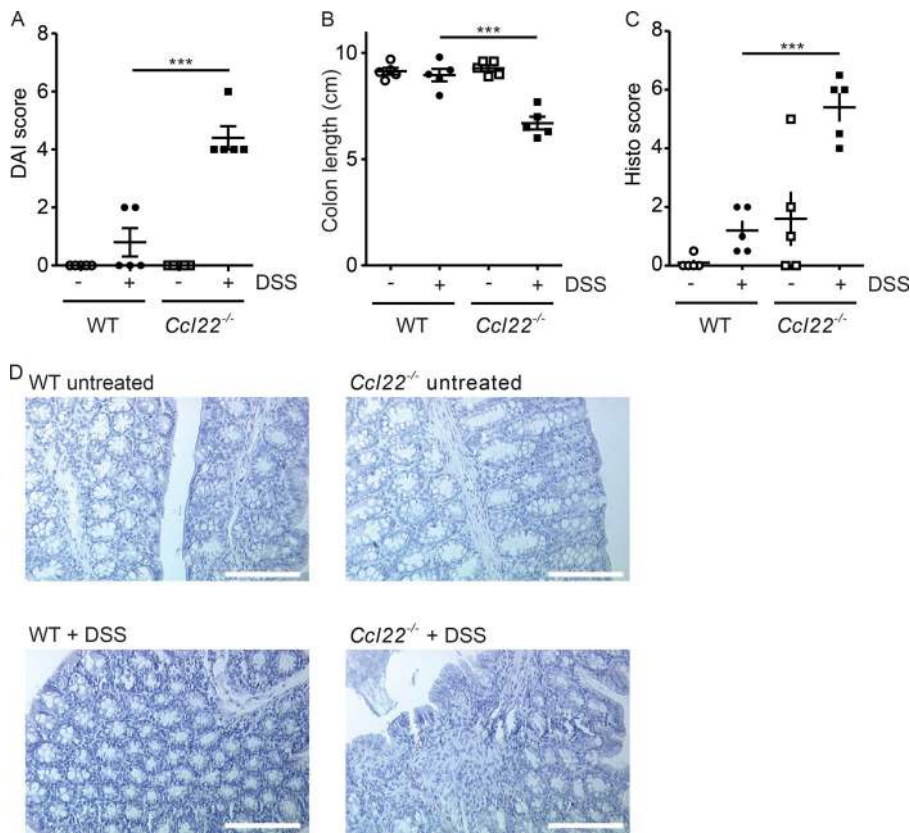 A
8
6
4
2
0
DAI score
***
- + - + DSS
WT Ccl22-/-
B
10
5
0
Colon length (cm)
***
- + - + DSS
WT Ccl22-/-
C
8
6
4
2
0
Histo score
***
- + - + DSS
WT Ccl22-/-
D
WT untreated
Ccl22-/- untreated
WT + DSS
Ccl22-/- + DSS